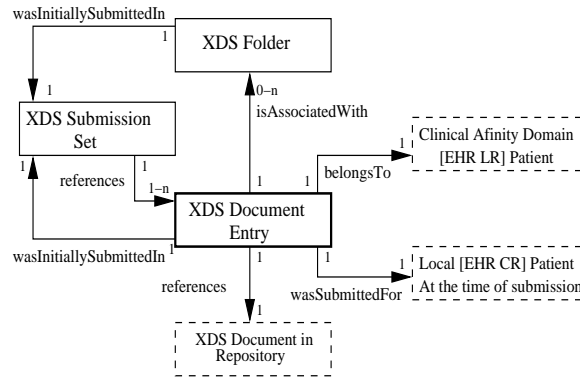 wasInitiallySubmittedIn
1
XDS Folder
1
0−n
isAssociatedWith
XDS Submission
Set
1
1
1
references
1−n
Clinical Afinity Domain
[EHR LR] Patient
1
belongsTo
1
1
XDS Document
Entry
wasInitiallySubmittedIn
1
1
1
references
wasSubmittedFor
1
Local [EHR CR] Patient
At the time of submission
1
XDS Document in
Repository